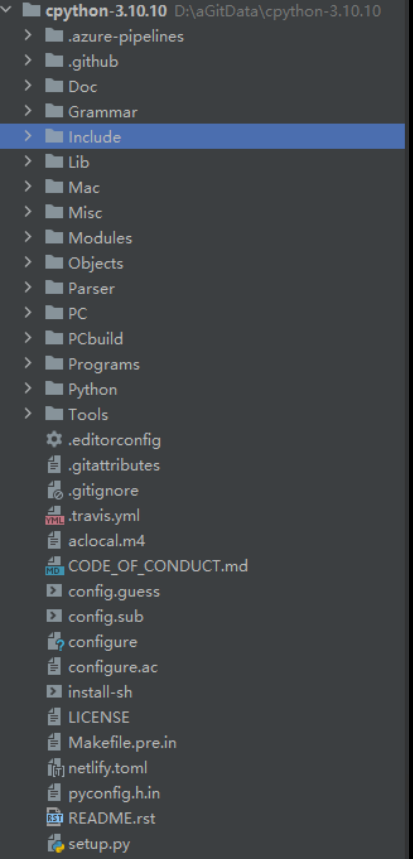 cpython-3.10.10 D:\aGitData\cpython-3.10.10
.azure-pipelines
.github
Doc
Grammar
Include
Lib
Mac
Misc
Modules
Objects
Parser
PC
PCbuild
Programs
Python
Tools
.editorconfig
.gitattributes
.gitignore
.travis.yml
aclocal.m4
CODE_OF_CONDUCT.md
config.guess
config.sub
configure
configure.ac
install-sh
LICENSE
Makefile.pre.in
netlify.toml
pyconfig.h.in
README.rst
setup.py